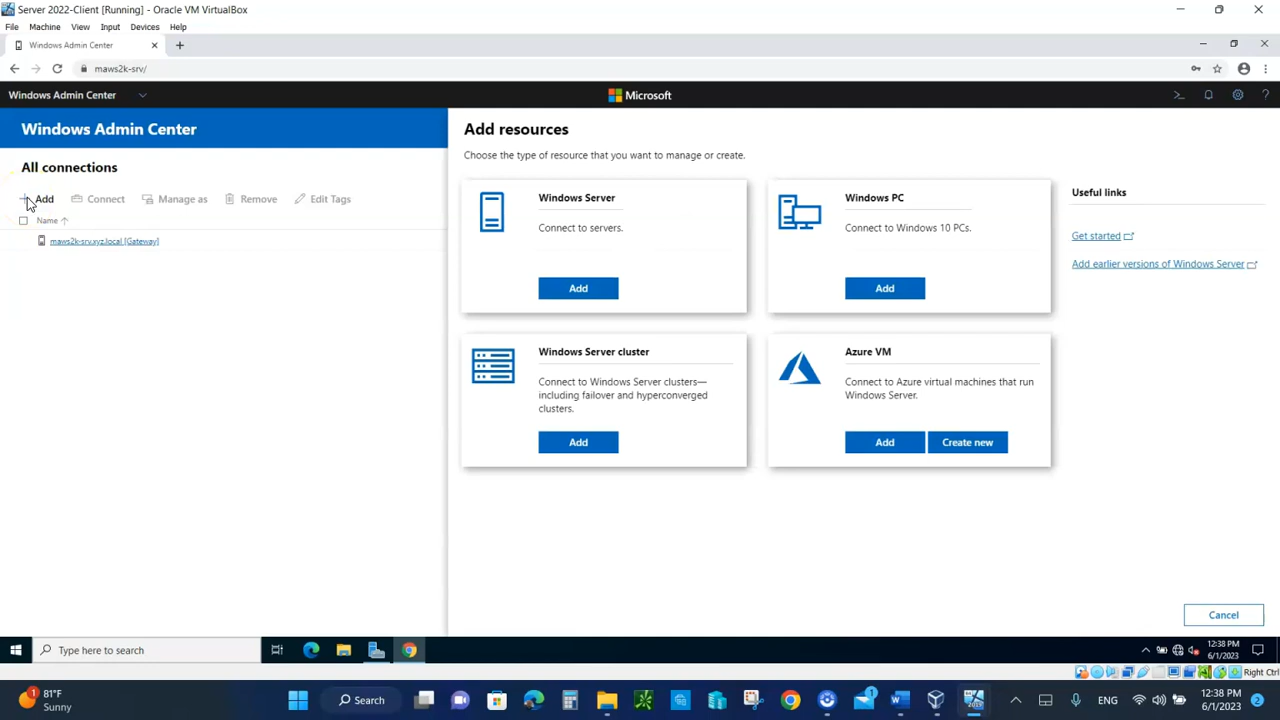 Server 2022-Client [Running] - Oracle VM VirtualBox
File Machine View Input Devices Help
Windows Admin Center
maws2k-srv/
Windows Admin Center
Microsoft
Windows Admin Center
All connections
Add Connect Manage as Remove Edit Tags
Name
maws2k-srv.xyz.local [Gateway]
Add resources
Choose the type of resource that you want to manage or create.
Windows Server
Connect to servers.
Add
Windows PC
Connect to Windows 10 PCs.
Add
Windows Server cluster
Connect to Windows Server clusters—
including failover and hyperconverged
clusters.
Add
Azure VM
Connect to Azure virtual machines that run
Windows Server.
Add Create new
Useful links
Get started
Add earlier versions of Windows Server
Cancel
Type here to search
12:38 PM
6/1/2023
Right Ctrl
1
81°F
Sunny
Search
1
2019
ENG
12:38 PM
6/1/2023
2